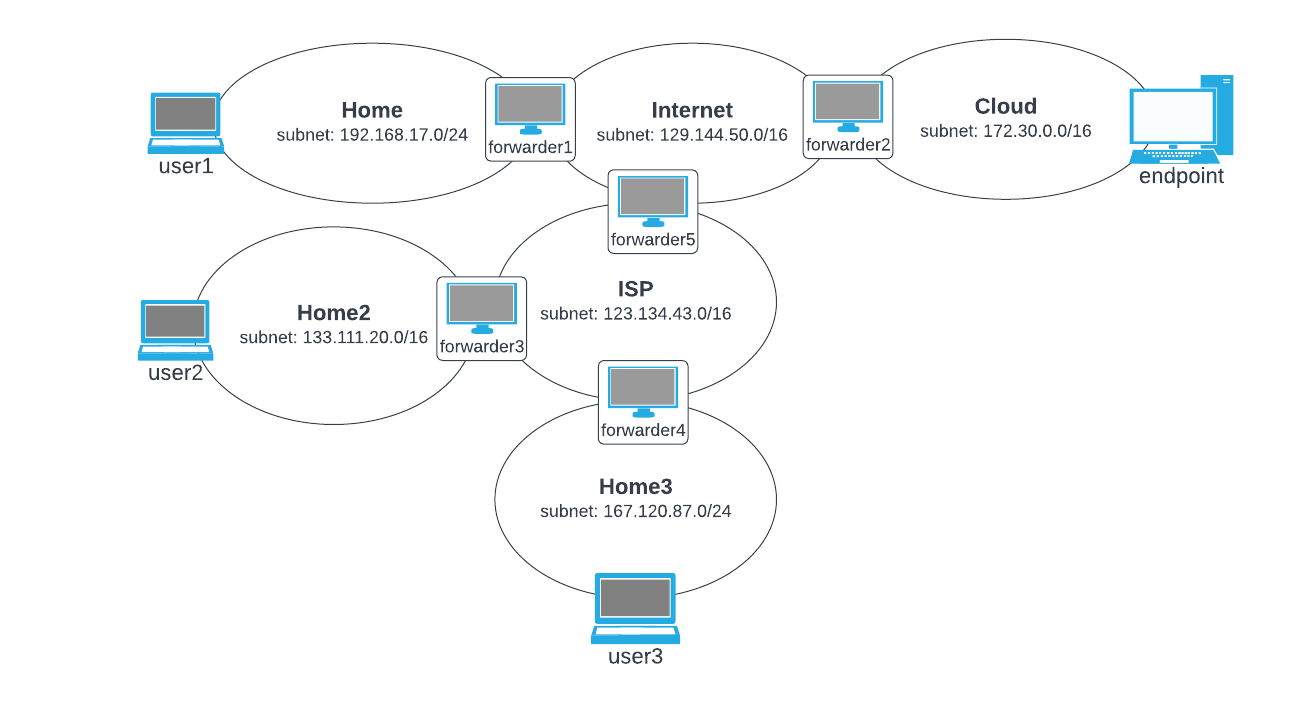 Home
subnet: 192.168.17.0/24
user1
forwarder1
Internet
subnet: 129.144.50.0/16
forwarder2
Cloud
subnet: 172.30.0.0/16
endpoint
forwarder5
Home2
subnet: 133.111.20.0/16
user2
forwarder3
ISP
subnet: 123.134.43.0/16
forwarder4
Home3
subnet: 167.120.87.0/24
user3